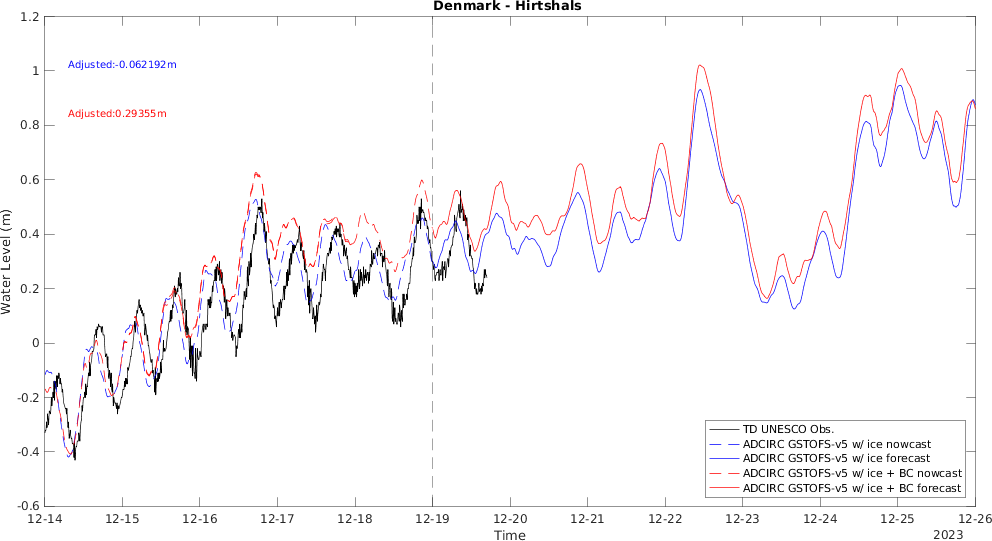 Denmark - Hirtshals
1.2
1
0.8
0.6
0.4
0.2
0
-0.2
-0.4
-0.6
Water Level (m)
Adjusted:-0.062192m
Adjusted:0.29355m
TD UNESCO Obs.
ADCIRC GSTOFS-v5 w/ ice nowcast
ADCIRC GSTOFS-v5 w/ ice forecast
ADCIRC GSTOFS-v5 w/ ice + BC nowcast
ADCIRC GSTOFS-v5 w/ ice + BC forecast
12-14 12-15 12-16 12-17 12-18 12-19 12-20 12-21 12-22 12-23 12-24 12-25 12-26
Time
2023